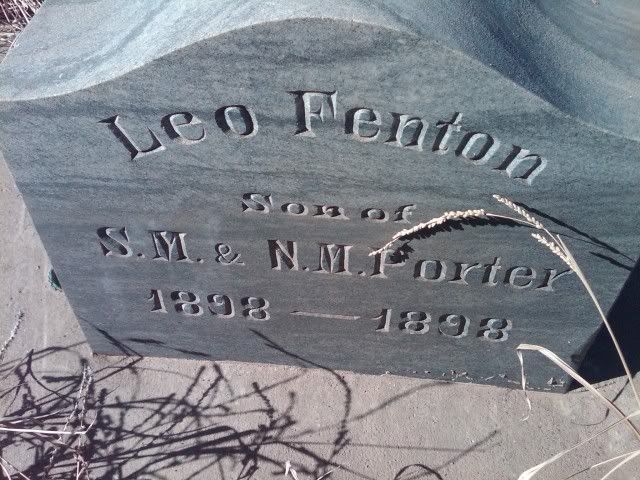 Leo Fenton
Son of
S.M. & N.M. Porter
1898 — 1898